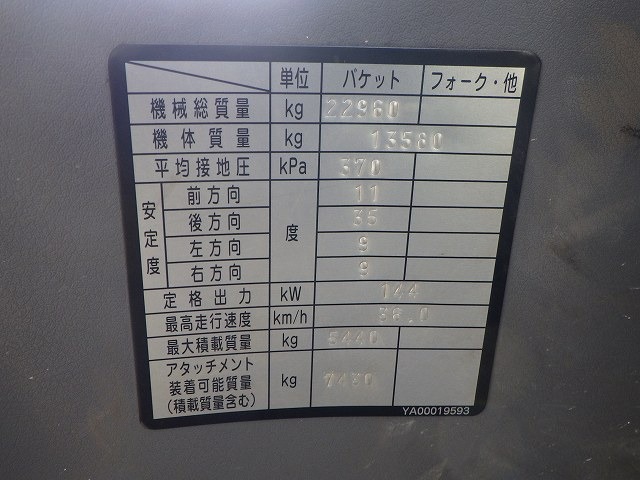 単位 バケット フォーク・他
機械総質量 kg 22980
機体質量 kg 13580
平均接地圧 kPa 370
安定度 前方向 度 11
後方向 35
左方向 9
右方向 9
定格出力 kW 144
最高走行速度 km/h 38.0
最大積載質量 kg 5440
アタッチメント
装着可能質量 kg
(積載質量含む)
YA00019593